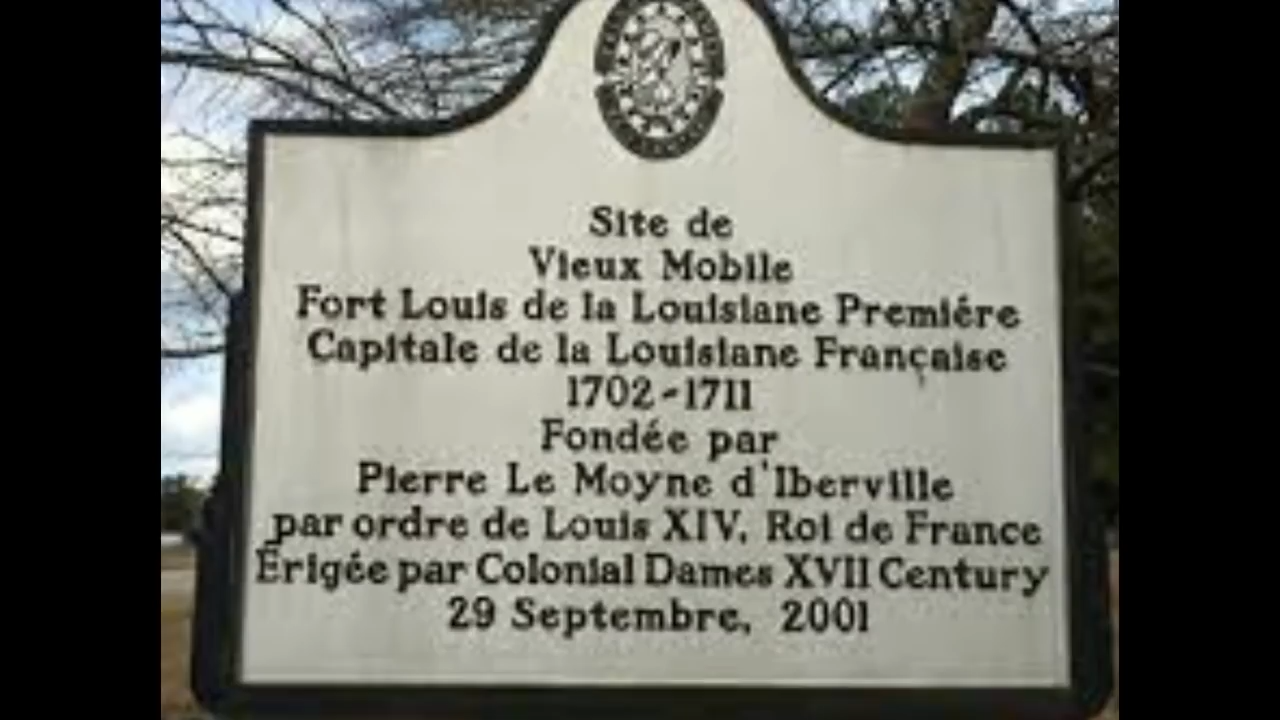 Site de
Vieux Mobile
Fort Louis de la Louisiane Premiére
Capitale de la Louisiane Française
1702-1711
Fondée par
Pierre Le Moyne d'Iberville
par ordre de Louis XIV, Roi de France
Érigée par Colonial Dames XVII Century
29 Septembre, 2001